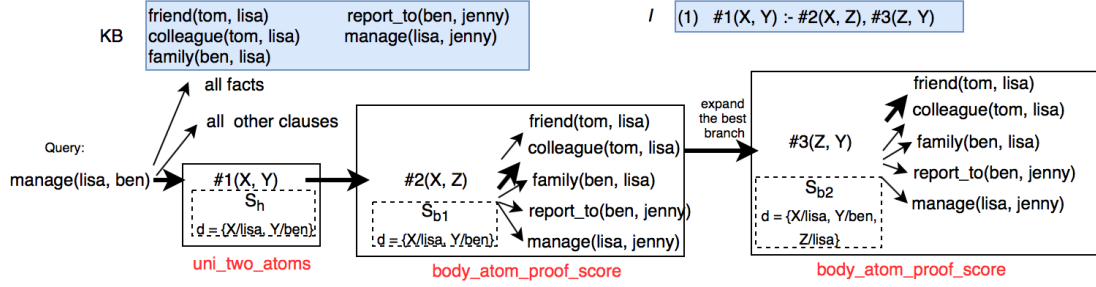 KB
friend(tom, lisa) report_to(ben, jenny)
colleague(tom, lisa) manage(lisa, jenny)
family(ben, lisa)
I (1) #1(X, Y) :- #2(X, Z), #3(Z, Y)
all facts
all other clauses
Query:
manage(lisa, ben)
#1(X, Y)
Sh
d = {X/lisa, Y/ben}
uni_two_atoms
#2(X, Z)
Sb1
d = {X/lisa, Y/ben}
friend(tom, lisa)
colleague(tom, lisa)
family(ben, lisa)
report_to(ben, jenny)
manage(lisa, jenny)
body_atom_proof_score
expand
the best
branch
#3(Z, Y)
Sb2
d = {X/lisa, Y/ben,
Z/lisa}
friend(tom, lisa)
colleague(tom, lisa)
family(ben, lisa)
report_to(ben, jenny)
manage(lisa, jenny)
body_atom_proof_score